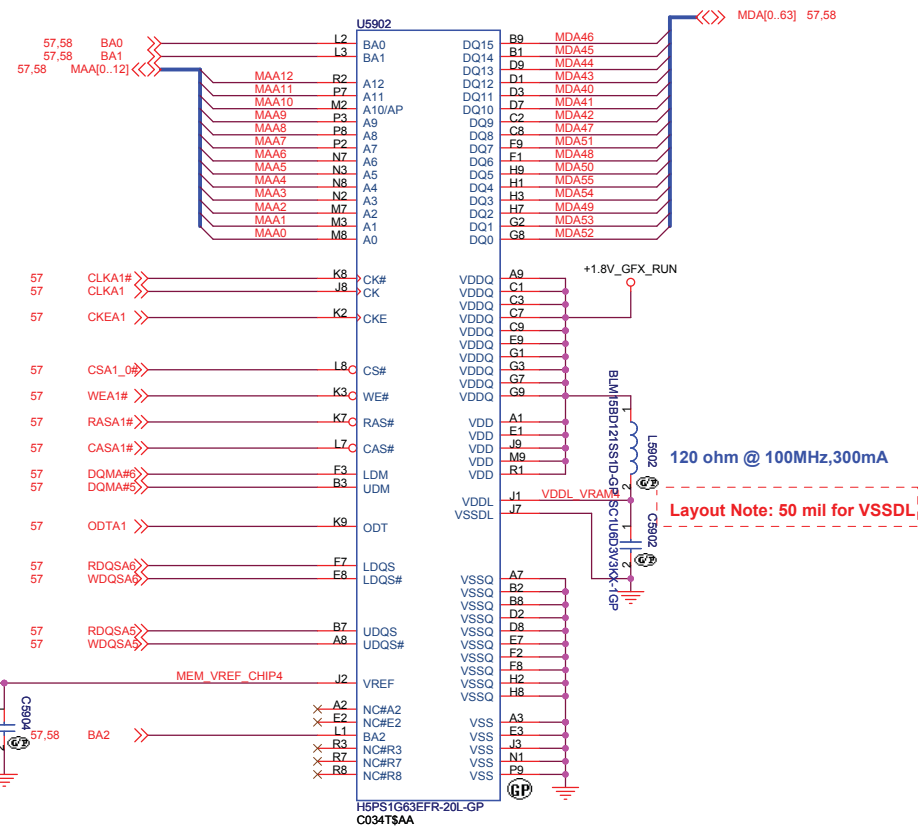 U5902
MDA[0..63] 57,58
57,58 BA0 L2 BA0
57,58 BA1 L3 BA1
57,58 MAA[0..12]
MAA12 R2 A12
MAA11 P7 A11
MAA10 M2 A10/AP
MAA9 P3 A9
MAA8 P8 A8
MAA7 P2 A7
MAA6 N7 A6
MAA5 N3 A5
MAA4 N8 A4
MAA3 N2 A3
MAA2 M7 A2
MAA1 M3 A1
MAA0 M8 A0
DQ15 B9 MDA46
DQ14 B1 MDA45
DQ13 D9 MDA44
DQ12 D1 MDA43
DQ11 D3 MDA40
DQ10 D7 MDA41
DQ9 C2 MDA42
DQ8 C8 MDA47
DQ7 F9 MDA51
DQ6 F1 MDA48
DQ5 H9 MDA50
DQ4 H1 MDA55
DQ3 H3 MDA54
DQ2 H7 MDA49
DQ1 G2 MDA53
DQ0 G8 MDA52
57 CLKA1# K8 CK#
57 CLKA1 J8 CK
57 CKEA1 K2 CKE
57 CSA1_0# L8 CS#
57 WEA1# K3 WE#
57 RASA1# K7 RAS#
57 CASA1# L7 CAS#
57 DQMA#6 F3 LDM
57 DQMA#5 B3 UDM
57 ODTA1 K9 ODT
57 RDQSA6 F7 LDQS
57 WDQSA6 E8 LDQS#
57 RDQSA5 B7 UDQS
57 WDQSA5 A8 UDQS#
MEM_VREF_CHIP4 J2 VREF
A2 NC#A2
E2 NC#E2
57,58 BA2 L1 BA2
R3 NC#R3
R7 NC#R7
R8 NC#R8
C5904
2
G/P
+1.8V_GFX_RUN
VDDQ A9
VDDQ C1
VDDQ C3
VDDQ C7
VDDQ C9
VDDQ E9
VDDQ G1
VDDQ G3
VDDQ G7
VDDQ G9
VDD A1
VDD E1
VDD J9
VDD M9
VDD R1
VDDL J1 VDDL_VRAM4
VSSDL J7
BLM15BD121SS1D-GP
1
L5902
2
G/P
120 ohm @ 100MHz,300mA
Layout Note: 50 mil for VSSDL
SC1U6D3V3KX-1GP
1
C5902
2
G/P
VSSQ A7
VSSQ B2
VSSQ B8
VSSQ D2
VSSQ D8
VSSQ E7
VSSQ F2
VSSQ F8
VSSQ H2
VSSQ H8
VSS A3
VSS E3
VSS J3
VSS N1
VSS P9
GP
H5PS1G63EFR-20L-GP
C034T$AA